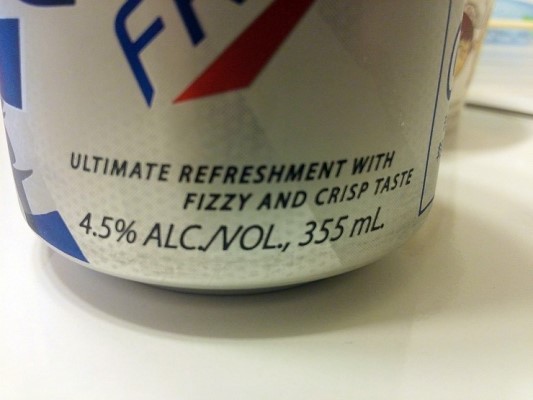 ULTIMATE REFRESHMENT WITH
FIZZY AND CRISP TASTE
4.5% ALC./VOL., 355 mL.